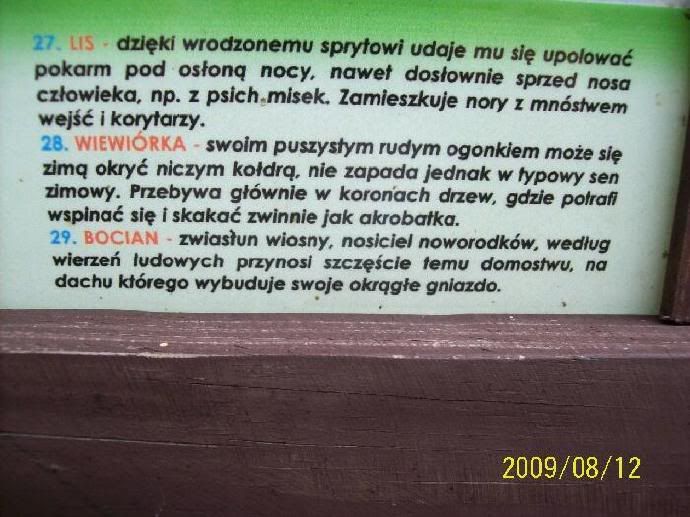 27. LIS - dzięki wrodzonemu sprytowi udaje mu się upolować
pokarm pod osłoną nocy, nawet dosłownie sprzed nosa
człowieka, np. z psich misek. Zamieszkuje nory z mnóstwem
wejść i korytarzy.
28. WIEWIÓRKA - swoim puszystym rudym ogonkiem może się
zimą okryć niczym kołdrą, nie zapada jednak w typowy sen
zimowy. Przebywa głównie w koronach drzew, gdzie potrafi
wspinać się i skakać zwinnie jak akrobatka.
29. BOCIAN - zwiastun wiosny, nosiciel noworodków, według
wierzeń ludowych przynosi szczęście temu domostwu, na
dachu którego wybuduje swoje okrągłe gniazdo.
2009/08/12